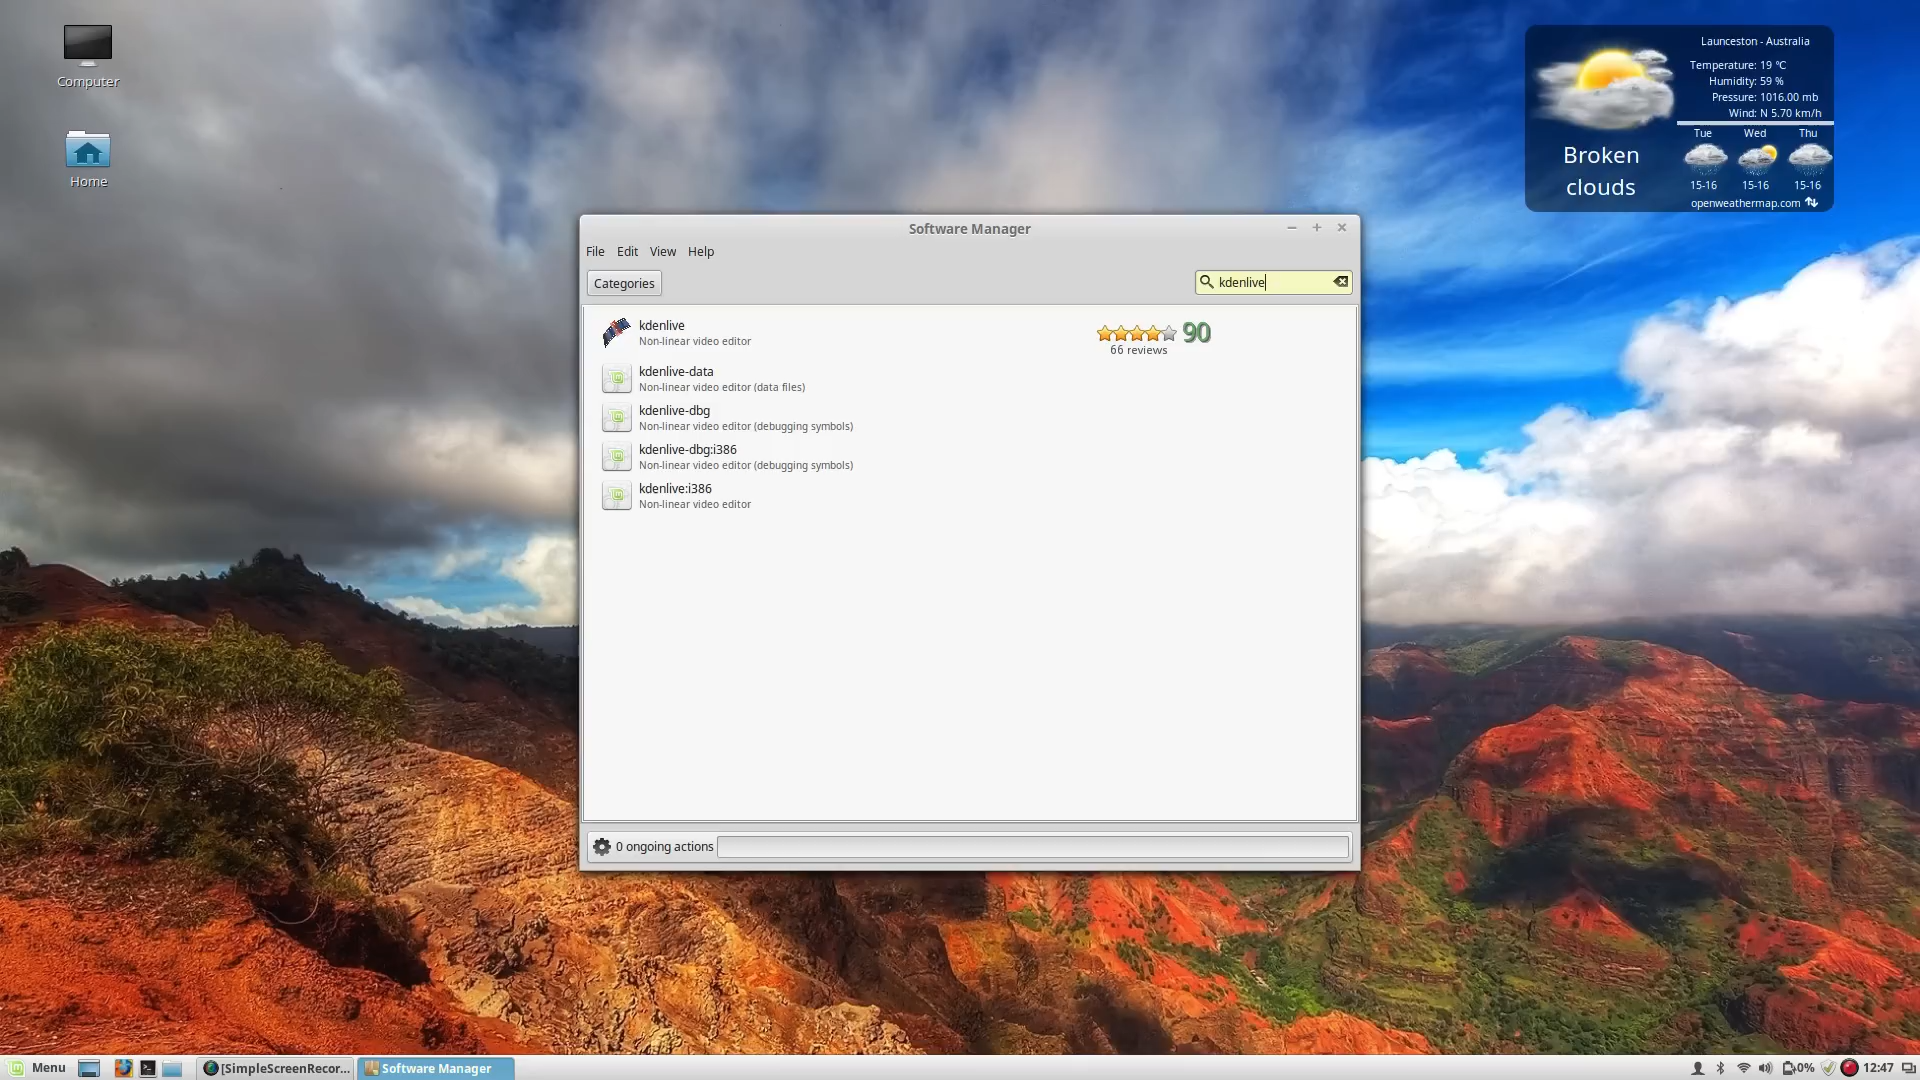 Computer
Home
Launceston - Australia
Temperature: 19 °C
Humidity: 59 %
Pressure: 1016.00 mb
Wind: N 5.70 km/h
Broken
clouds
Tue Wed Thu
15-16 15-16 15-16
openweathermap.com
Software Manager
File Edit View Help
Categories
kdenlive
kdenlive
Non-linear video editor
90
66 reviews
kdenlive-data
Non-linear video editor (data files)
kdenlive-dbg
Non-linear video editor (debugging symbols)
kdenlive-dbg:i386
Non-linear video editor (debugging symbols)
kdenlive:i386
Non-linear video editor
0 ongoing actions
Menu
[SimpleScreenRecor...
Software Manager
0%
12:47